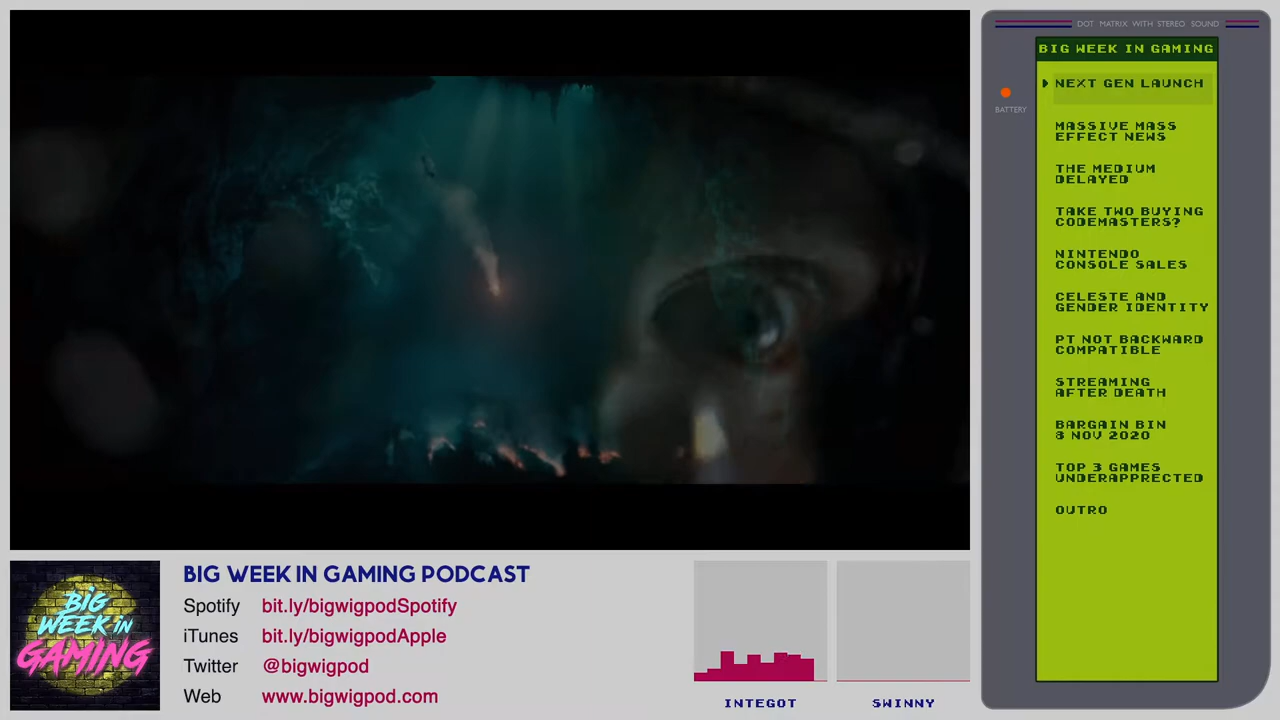 DOT MATRIX WITH STEREO SOUND
BIG WEEK IN GAMING
NEXT GEN LAUNCH
BATTERY
MASSIVE MASS
EFFECT NEWS
THE MEDIUM
DELAYED
TAKE TWO BUYING
CODEMASTERS?
NINTENDO
CONSOLE SALES
CELESTE AND
GENDER IDENTITY
PT NOT BACKWARD
COMPATIBLE
STREAMING
AFTER DEATH
BARGAIN BIN
8 NOV 2020
TOP 3 GAMES
UNDERAPPRECTED
OUTRO
BIG
WEEK IN
GAMING
BIG WEEK IN GAMING PODCAST
Spotify bit.ly/bigwigpodSpotify
iTunes bit.ly/bigwigpodApple
Twitter @bigwigpod
Web www.bigwigpod.com
INTEGOT
SWINNY